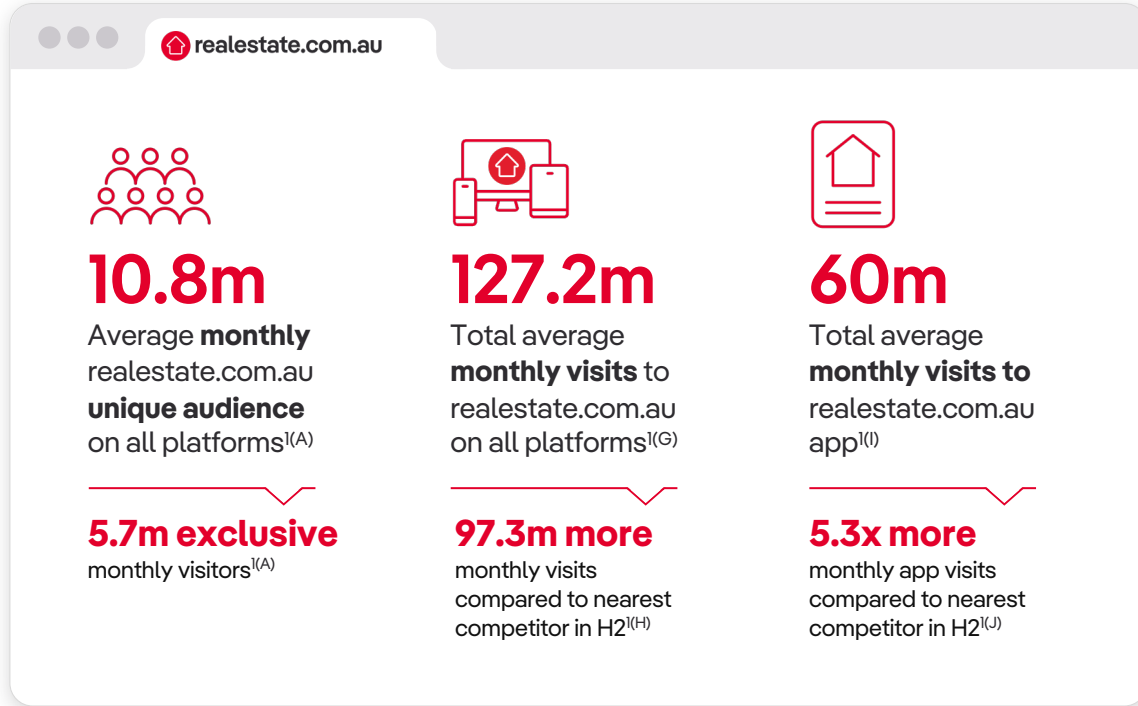 realestate.com.au
10.8m
Average monthly
realestate.com.au
unique audience
on all platforms1(A)
5.7m exclusive
monthly visitors1(A)
127.2m
Total average
monthly visits to
realestate.com.au
on all platforms1(G)
97.3m more
monthly visits
compared to nearest
competitor in H21(H)
60m
Total average
monthly visits to
realestate.com.au
app1(I)
5.3x more
monthly app visits
compared to nearest
competitor in H21(J)